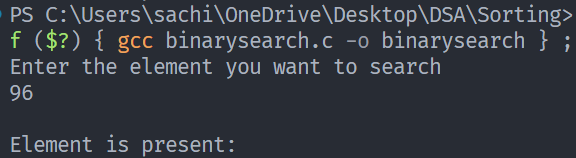 PS C:\Users\sachi\OneDrive\Desktop\DSA\Sorting>
f ($?) { gcc binarysearch.c -o binarysearch } ;
Enter the element you want to search
96
Element is present: